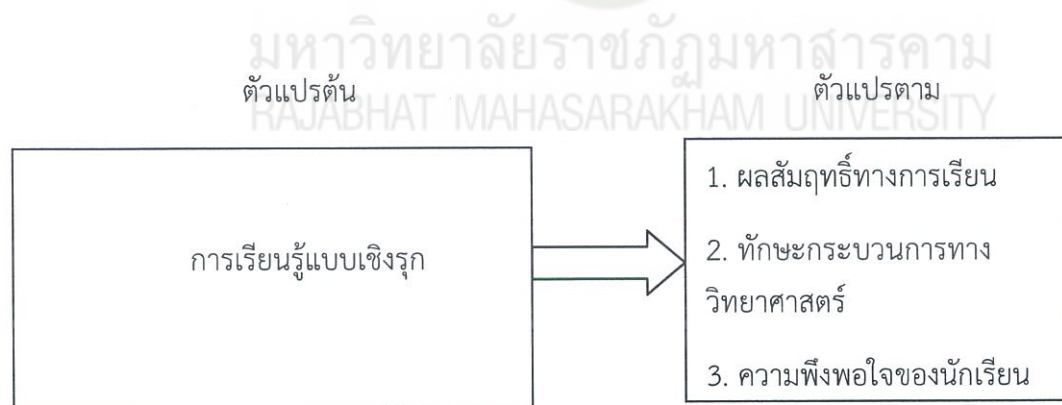 มหาวิทยาลัยราชภัฏมหาสารคาม
RAJABHAT MAHASARAKHAM UNIVERSITY
ตัวแปรต้น
ตัวแปรตาม
การเรียนรู้แบบเชิงรุก
1. ผลสัมฤทธิ์ทางการเรียน
2. ทักษะกระบวนการทาง
วิทยาศาสตร์
3. ความพึงพอใจของนักเรียน